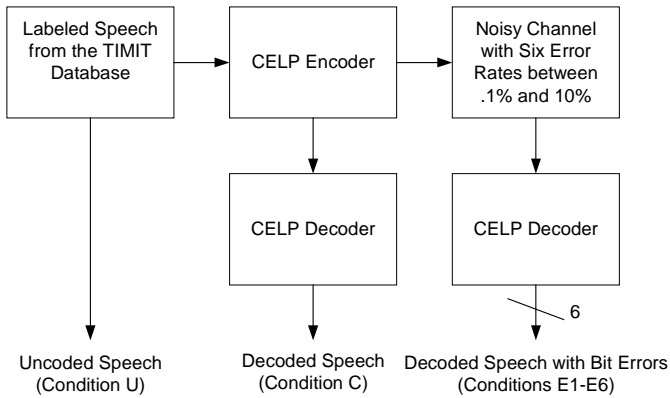 Labeled Speech
from the TIMIT
Database
CELP Encoder
Noisy Channel
with Six Error
Rates between
.1% and 10%
CELP Decoder
CELP Decoder
6
Uncoded Speech
(Condition U)
Decoded Speech
(Condition C)
Decoded Speech with Bit Errors
(Conditions E1-E6)